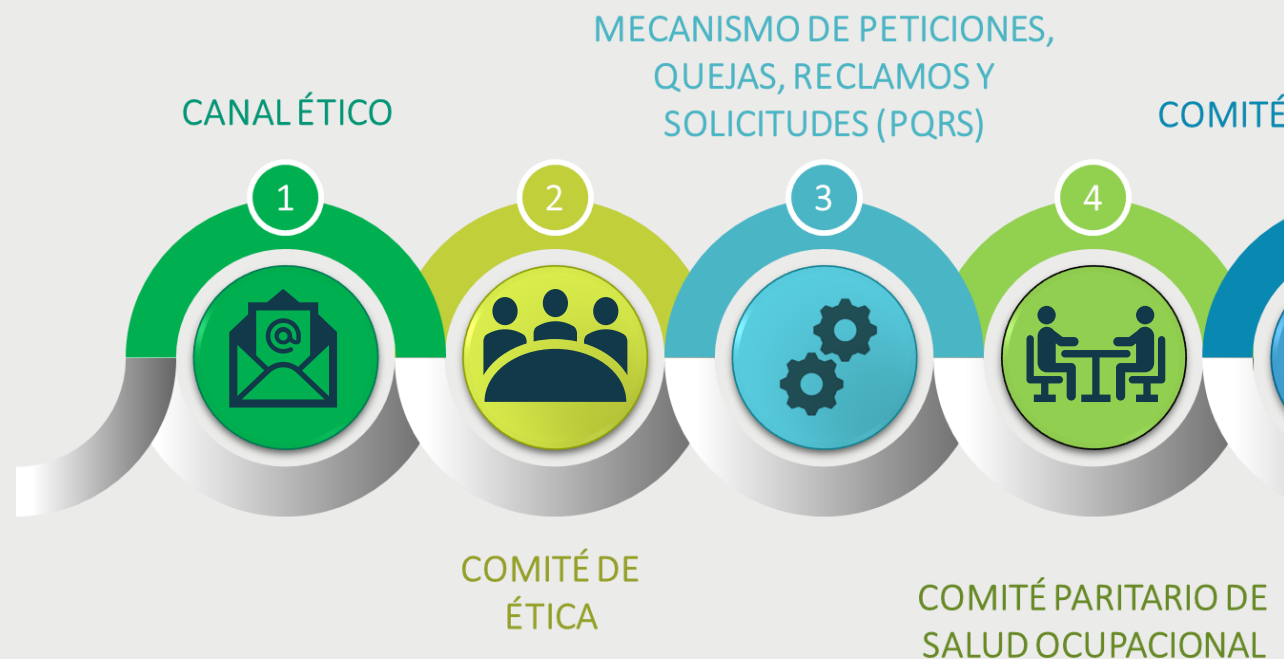 CANAL ÉTICO
1
COMITÉ DE
ÉTICA
2
MECANISMO DE PETICIONES,
QUEJAS, RECLAMOS Y
SOLICITUDES (PQRS)
3
4
COMITÉ PARITARIO DE
SALUD OCUPACIONAL
COMITÉ
@